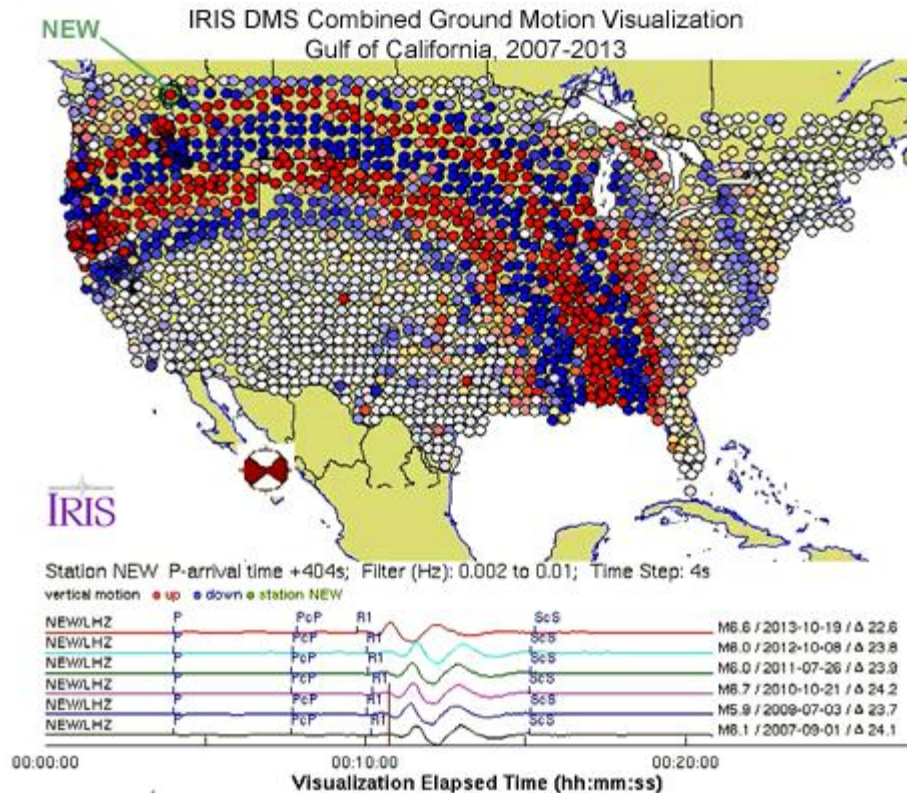 IRIS DMS Combined Ground Motion Visualization
NEW
Gulf of California, 2007-2013
IRIS
Station NEW P-arrival time +404s; Filter (Hz): 0.002 to 0.01; Time Step: 4s
vertical motion up down station NEW
NEW/LHZ P PcP R1 ScS M6.6 / 2013-10-19 / Δ 22.6
NEW/LHZ P PcP R1 ScS M6.0 / 2012-10-08 / Δ 23.8
NEW/LHZ P PcP R1 ScS M6.0 / 2011-07-26 / Δ 23.9
NEW/LHZ P PcP R1 ScS M6.7 / 2010-10-21 / Δ 24.2
NEW/LHZ P PcP R1 ScS M5.9 / 2009-07-03 / Δ 23.7
NEW/LHZ P PcP R1 ScS M6.1 / 2007-09-01 / Δ 24.1
00:00:00 00:10:00 00:20:00
Visualization Elapsed Time (hh:mm:ss)